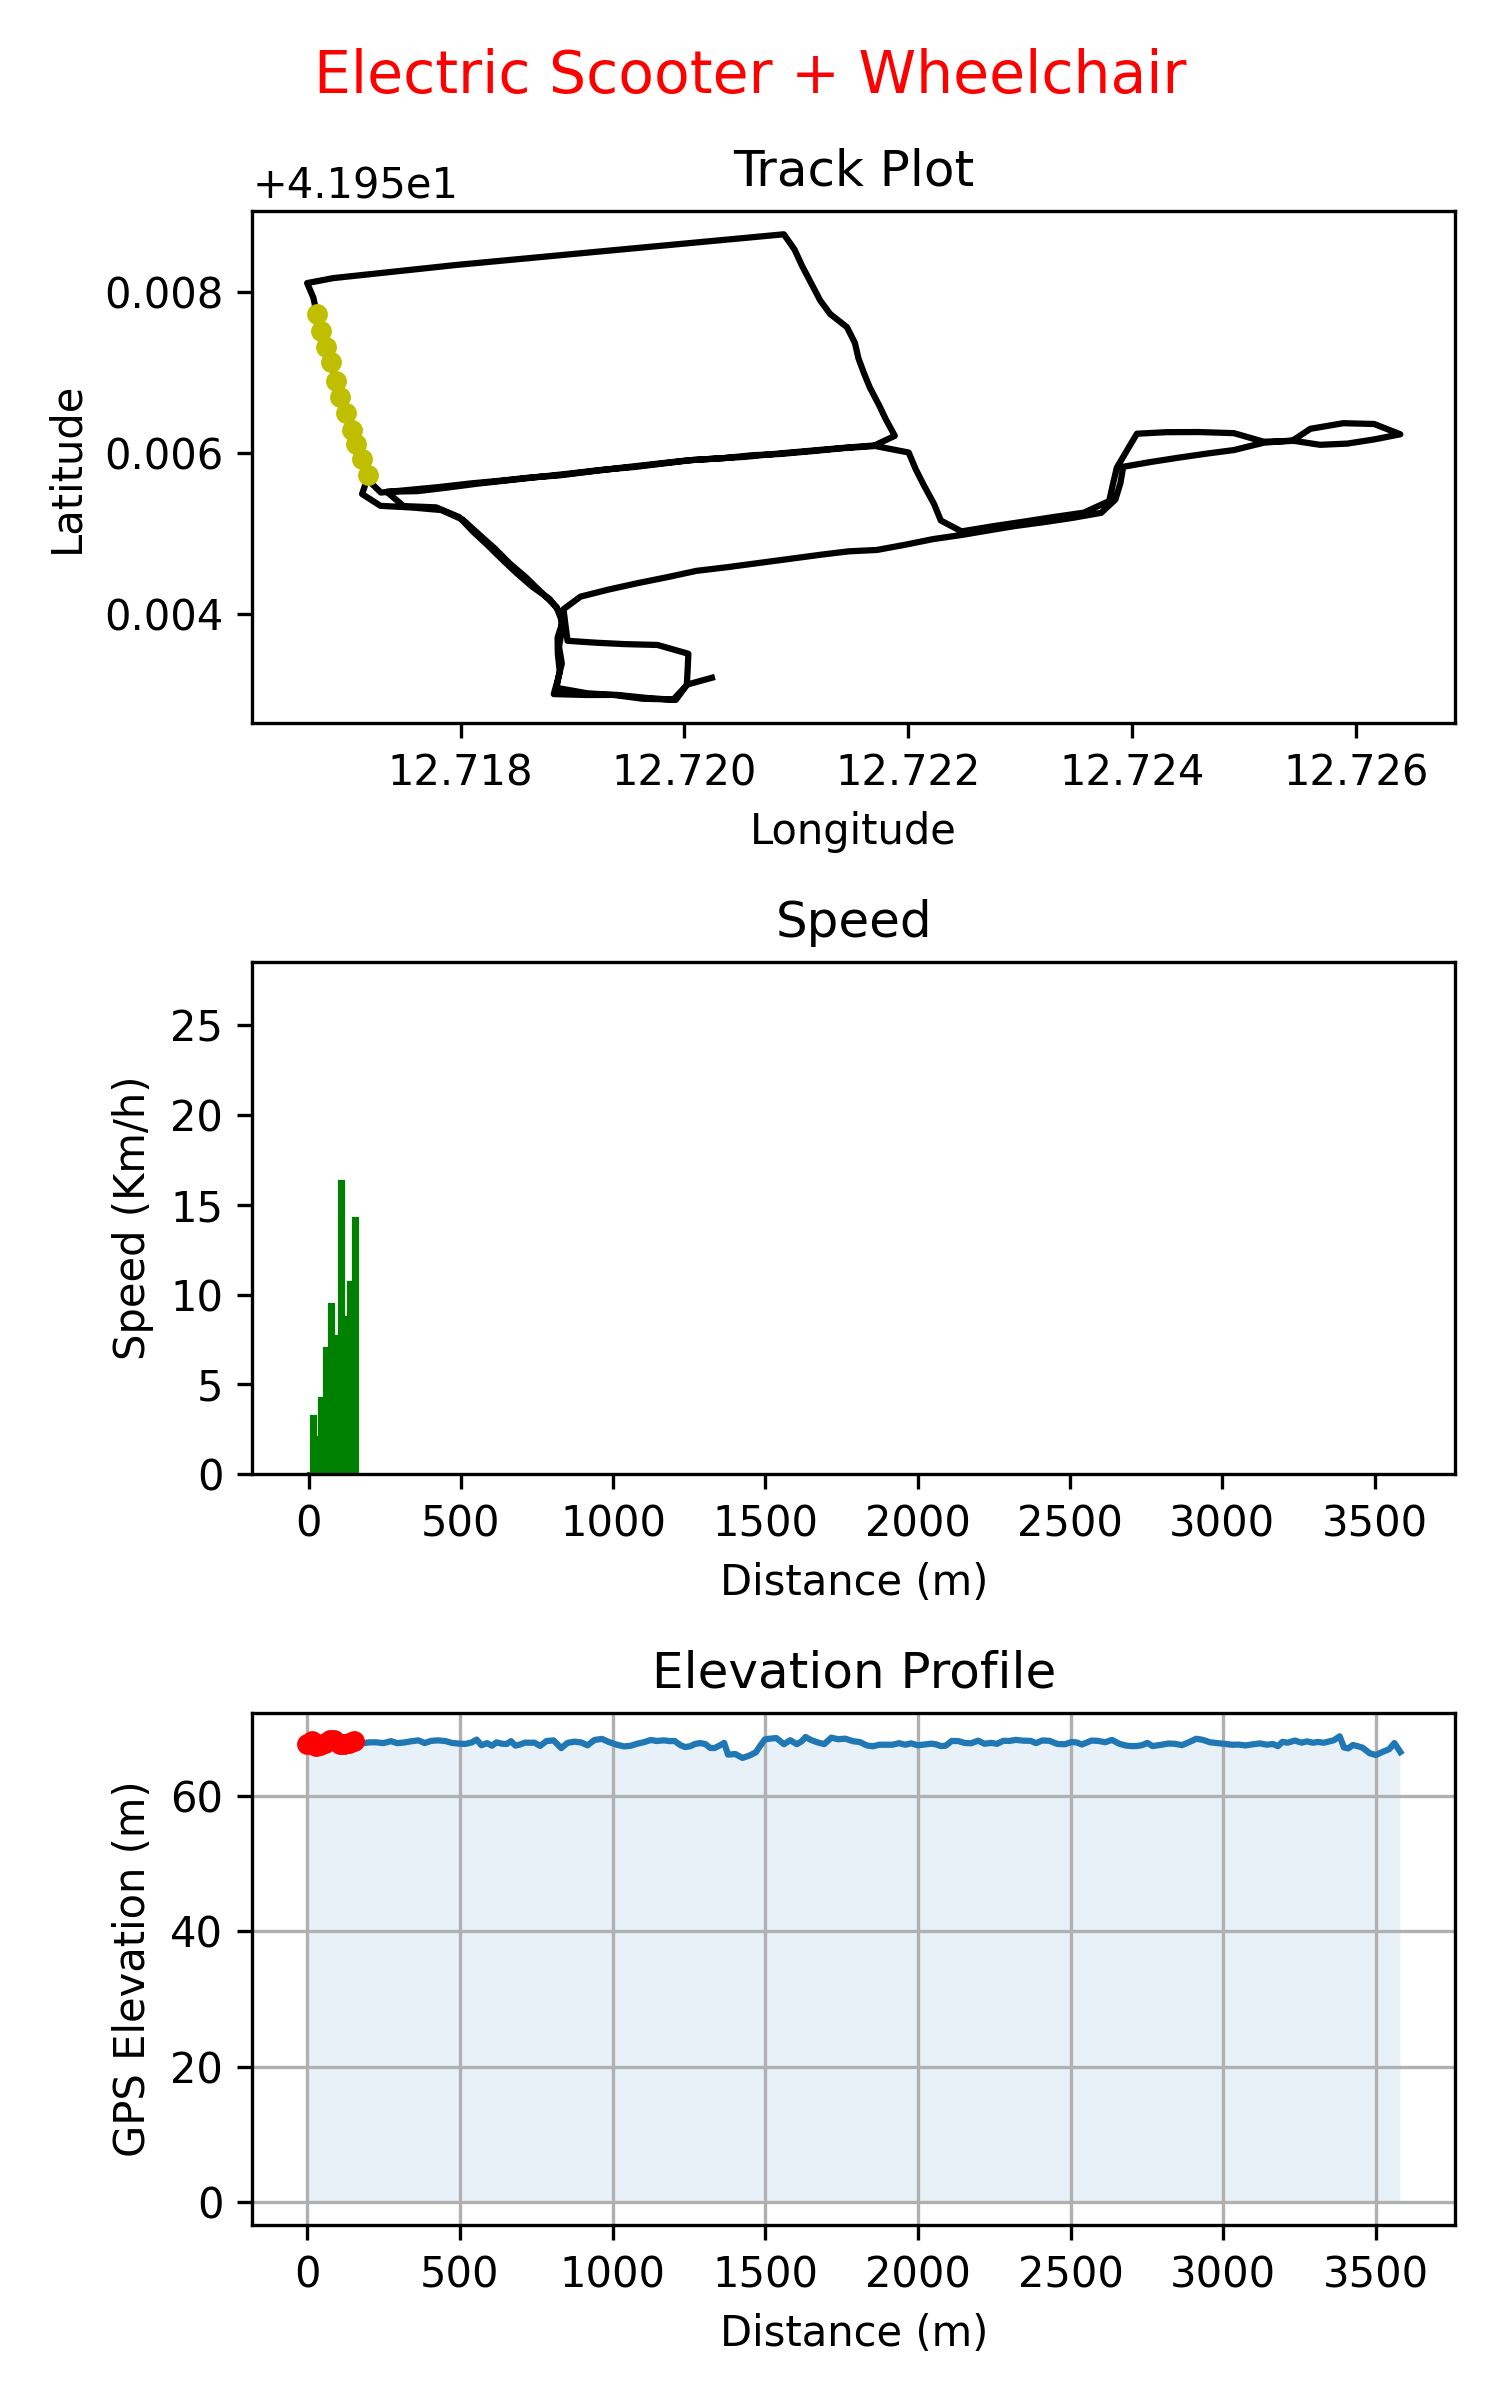 Electric Scooter + Wheelchair
Track Plot
+4.195e1
0.008
0.006
0.004
Latitude
12.718 12.720 12.722 12.724 12.726
Longitude
Speed
25
20
15
10
5
0
Speed (Km/h)
0 500 1000 1500 2000 2500 3000 3500
Distance (m)
Elevation Profile
60
40
20
0
GPS Elevation (m)
0 500 1000 1500 2000 2500 3000 3500
Distance (m)